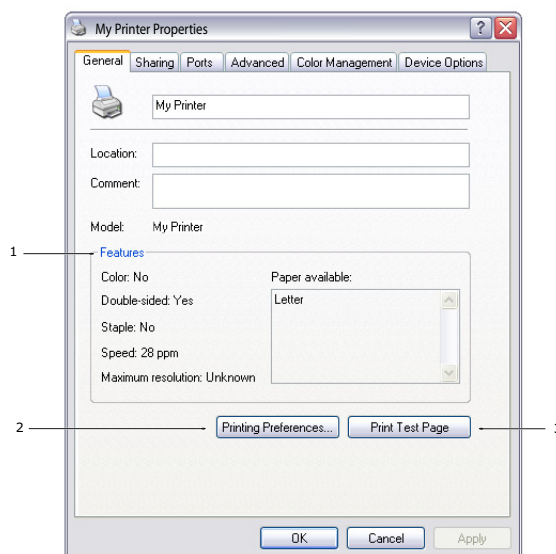 My Printer Properties
General Sharing Ports Advanced Color Management Device Options
My Printer
Location:
Comment:
Model: My Printer
1
Features
Color: No
Paper available:
Double-sided: Yes
Letter
Staple: No
Speed: 28 ppm
Maximum resolution: Unknown
2
Printing Preferences...
Print Test Page
OK Cancel Apply